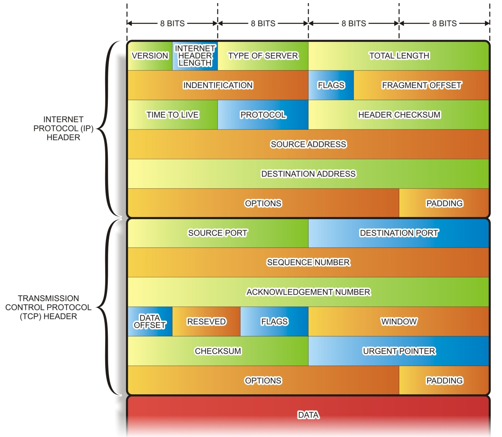 8 BITS 8 BITS 8 BITS 8 BITS
VERSION
INTERNET
HEADER
LENGTH
TYPE OF SERVER
TOTAL LENGTH
INDENTIFICATION
FLAGS
FRAGMENT OFFSET
TIME TO LIVE
PROTOCOL
HEADER CHECKSUM
INTERNET
PROTOCOL (IP)
HEADER
SOURCE ADDRESS
DESTINATION ADDRESS
OPTIONS
PADDING
SOURCE PORT
DESTINATION PORT
SEQUENCE NUMBER
ACKNOWLEDGEMENT NUMBER
TRANSMISSION
CONTROL PROTOCOL
(TCP) HEADER
DATA
OFFSET
RESEVED
FLAGS
WINDOW
CHECKSUM
URGENT POINTER
OPTIONS
PADDING
DATA